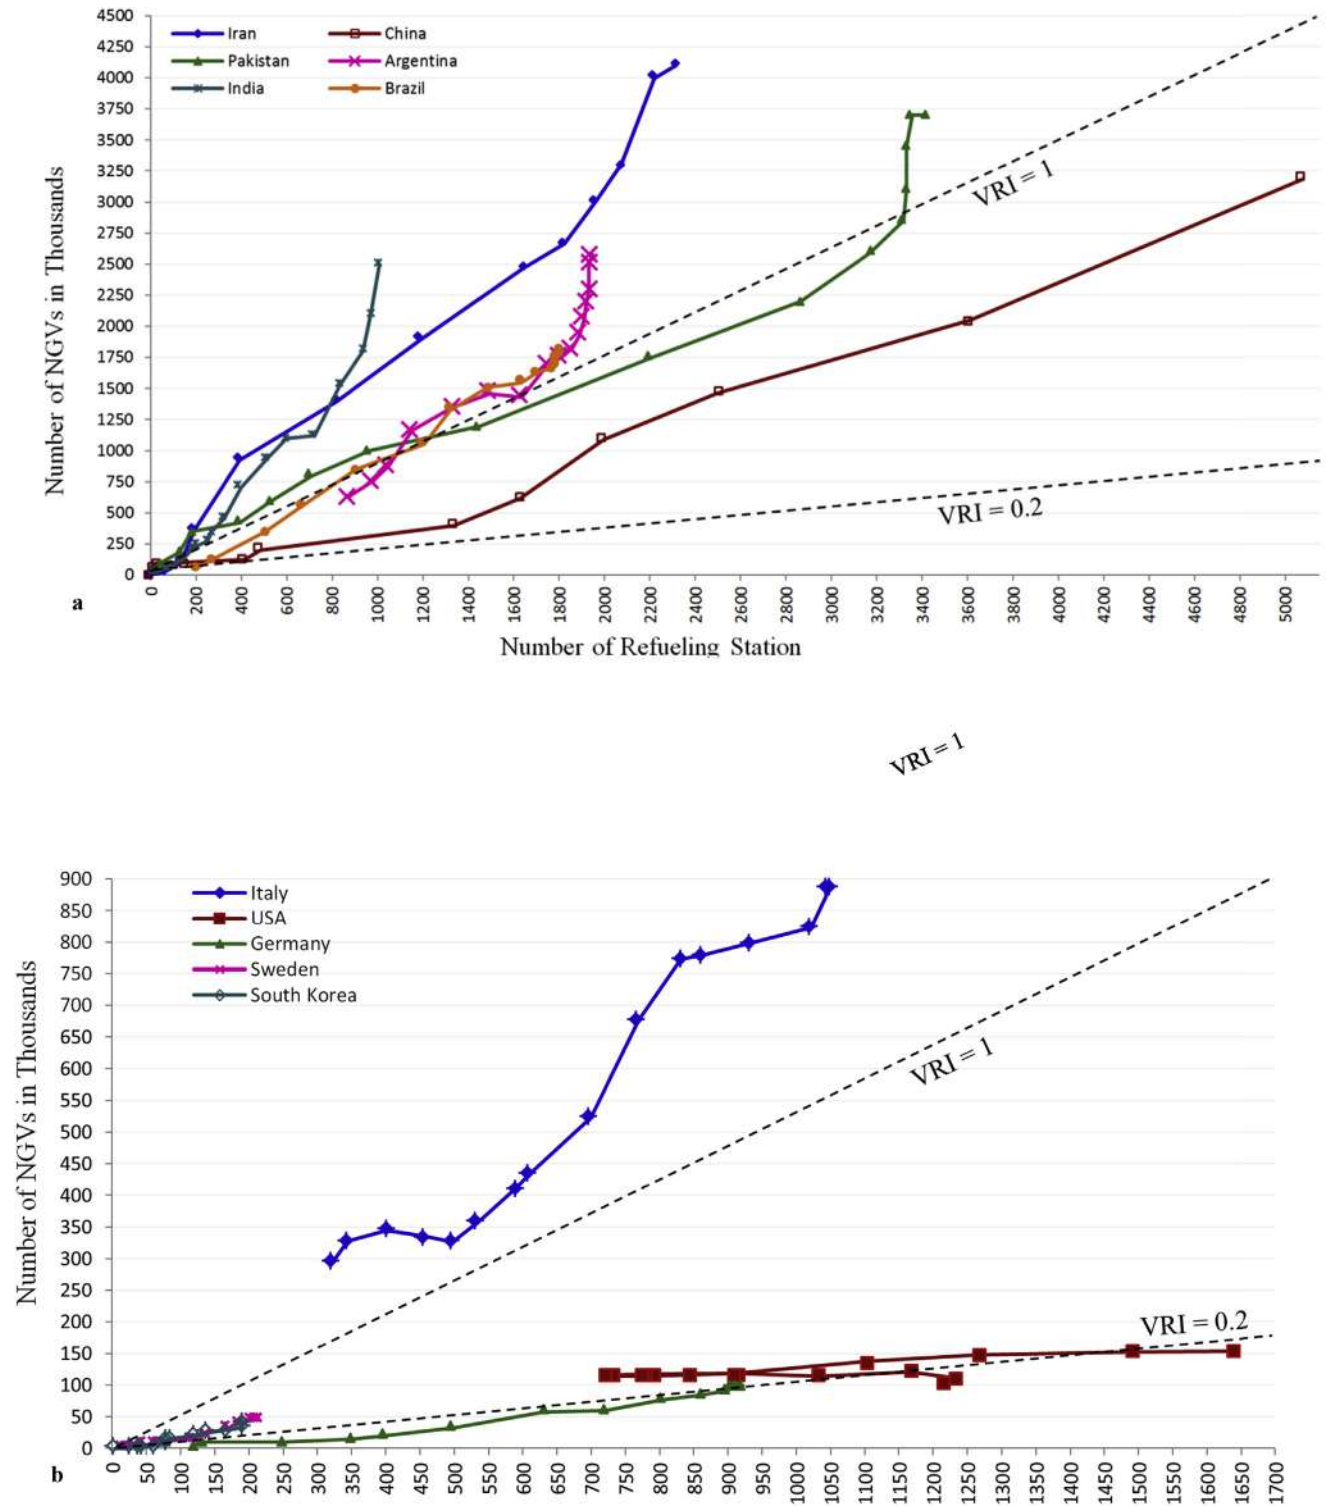 4500
4250
4000
3750
3500
3250
3000
2750
2500
2250
2000
1750
1500
1250
1000
750
500
250
0
Number of NGVs in Thousands
Iran
China
Pakistan
Argentina
India
Brazil
VRI = 1
VRI = 0.2
0 200 400 600 800 1000 1200 1400 1600 1800 2000 2200 2400 2600 2800 3000 3200 3400 3600 3800 4000 4200 4400 4600 4800 5000
a
Number of Refueling Station
VRI = 1
900
850
800
750
700
650
600
550
500
450
400
350
300
250
200
150
100
50
0
Number of NGVs in Thousands
Italy
USA
Germany
Sweden
South Korea
VRI = 1
VRI = 0.2
0 50 100 150 200 250 300 350 400 450 500 550 600 650 700 750 800 850 900 950 1000 1050 1100 1150 1200 1250 1300 1350 1400 1450 1500 1550 1600 1650 1700
b